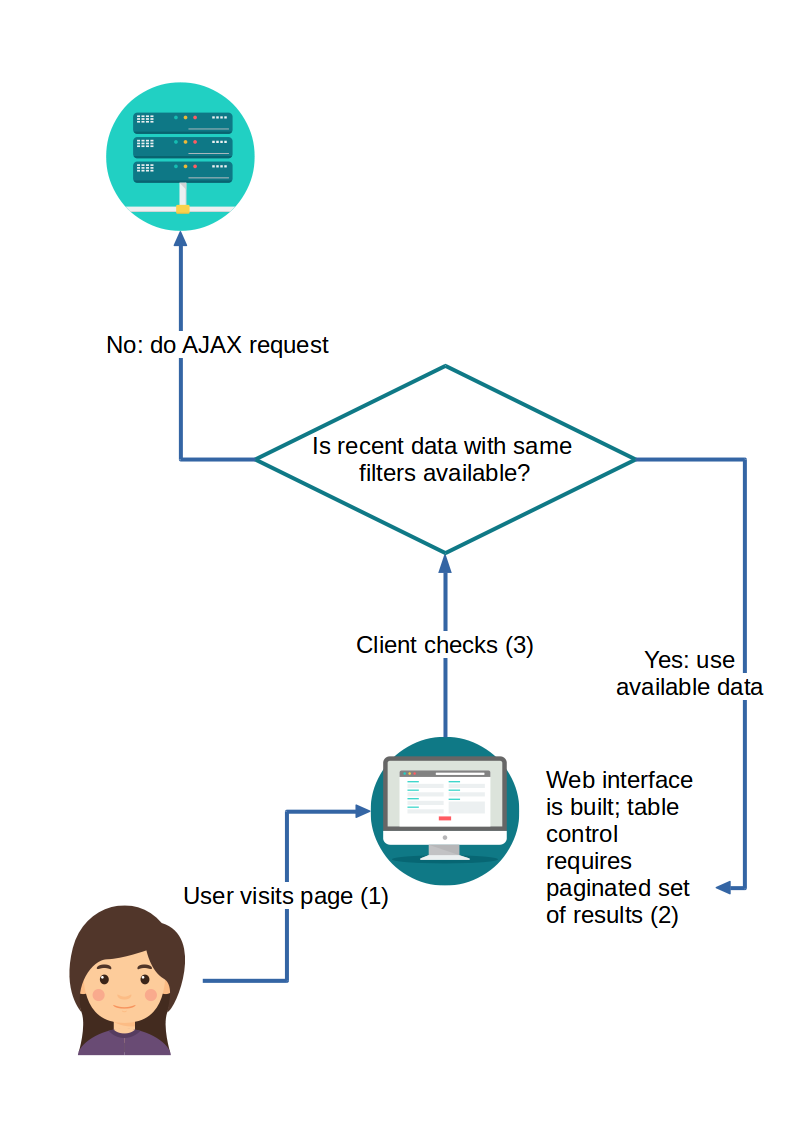 No: do AJAX request
Is recent data with same
filters available?
Client checks (3)
Yes: use
available data
Web interface
is built; table
control
requires
paginated set
of results (2)
User visits page (1)